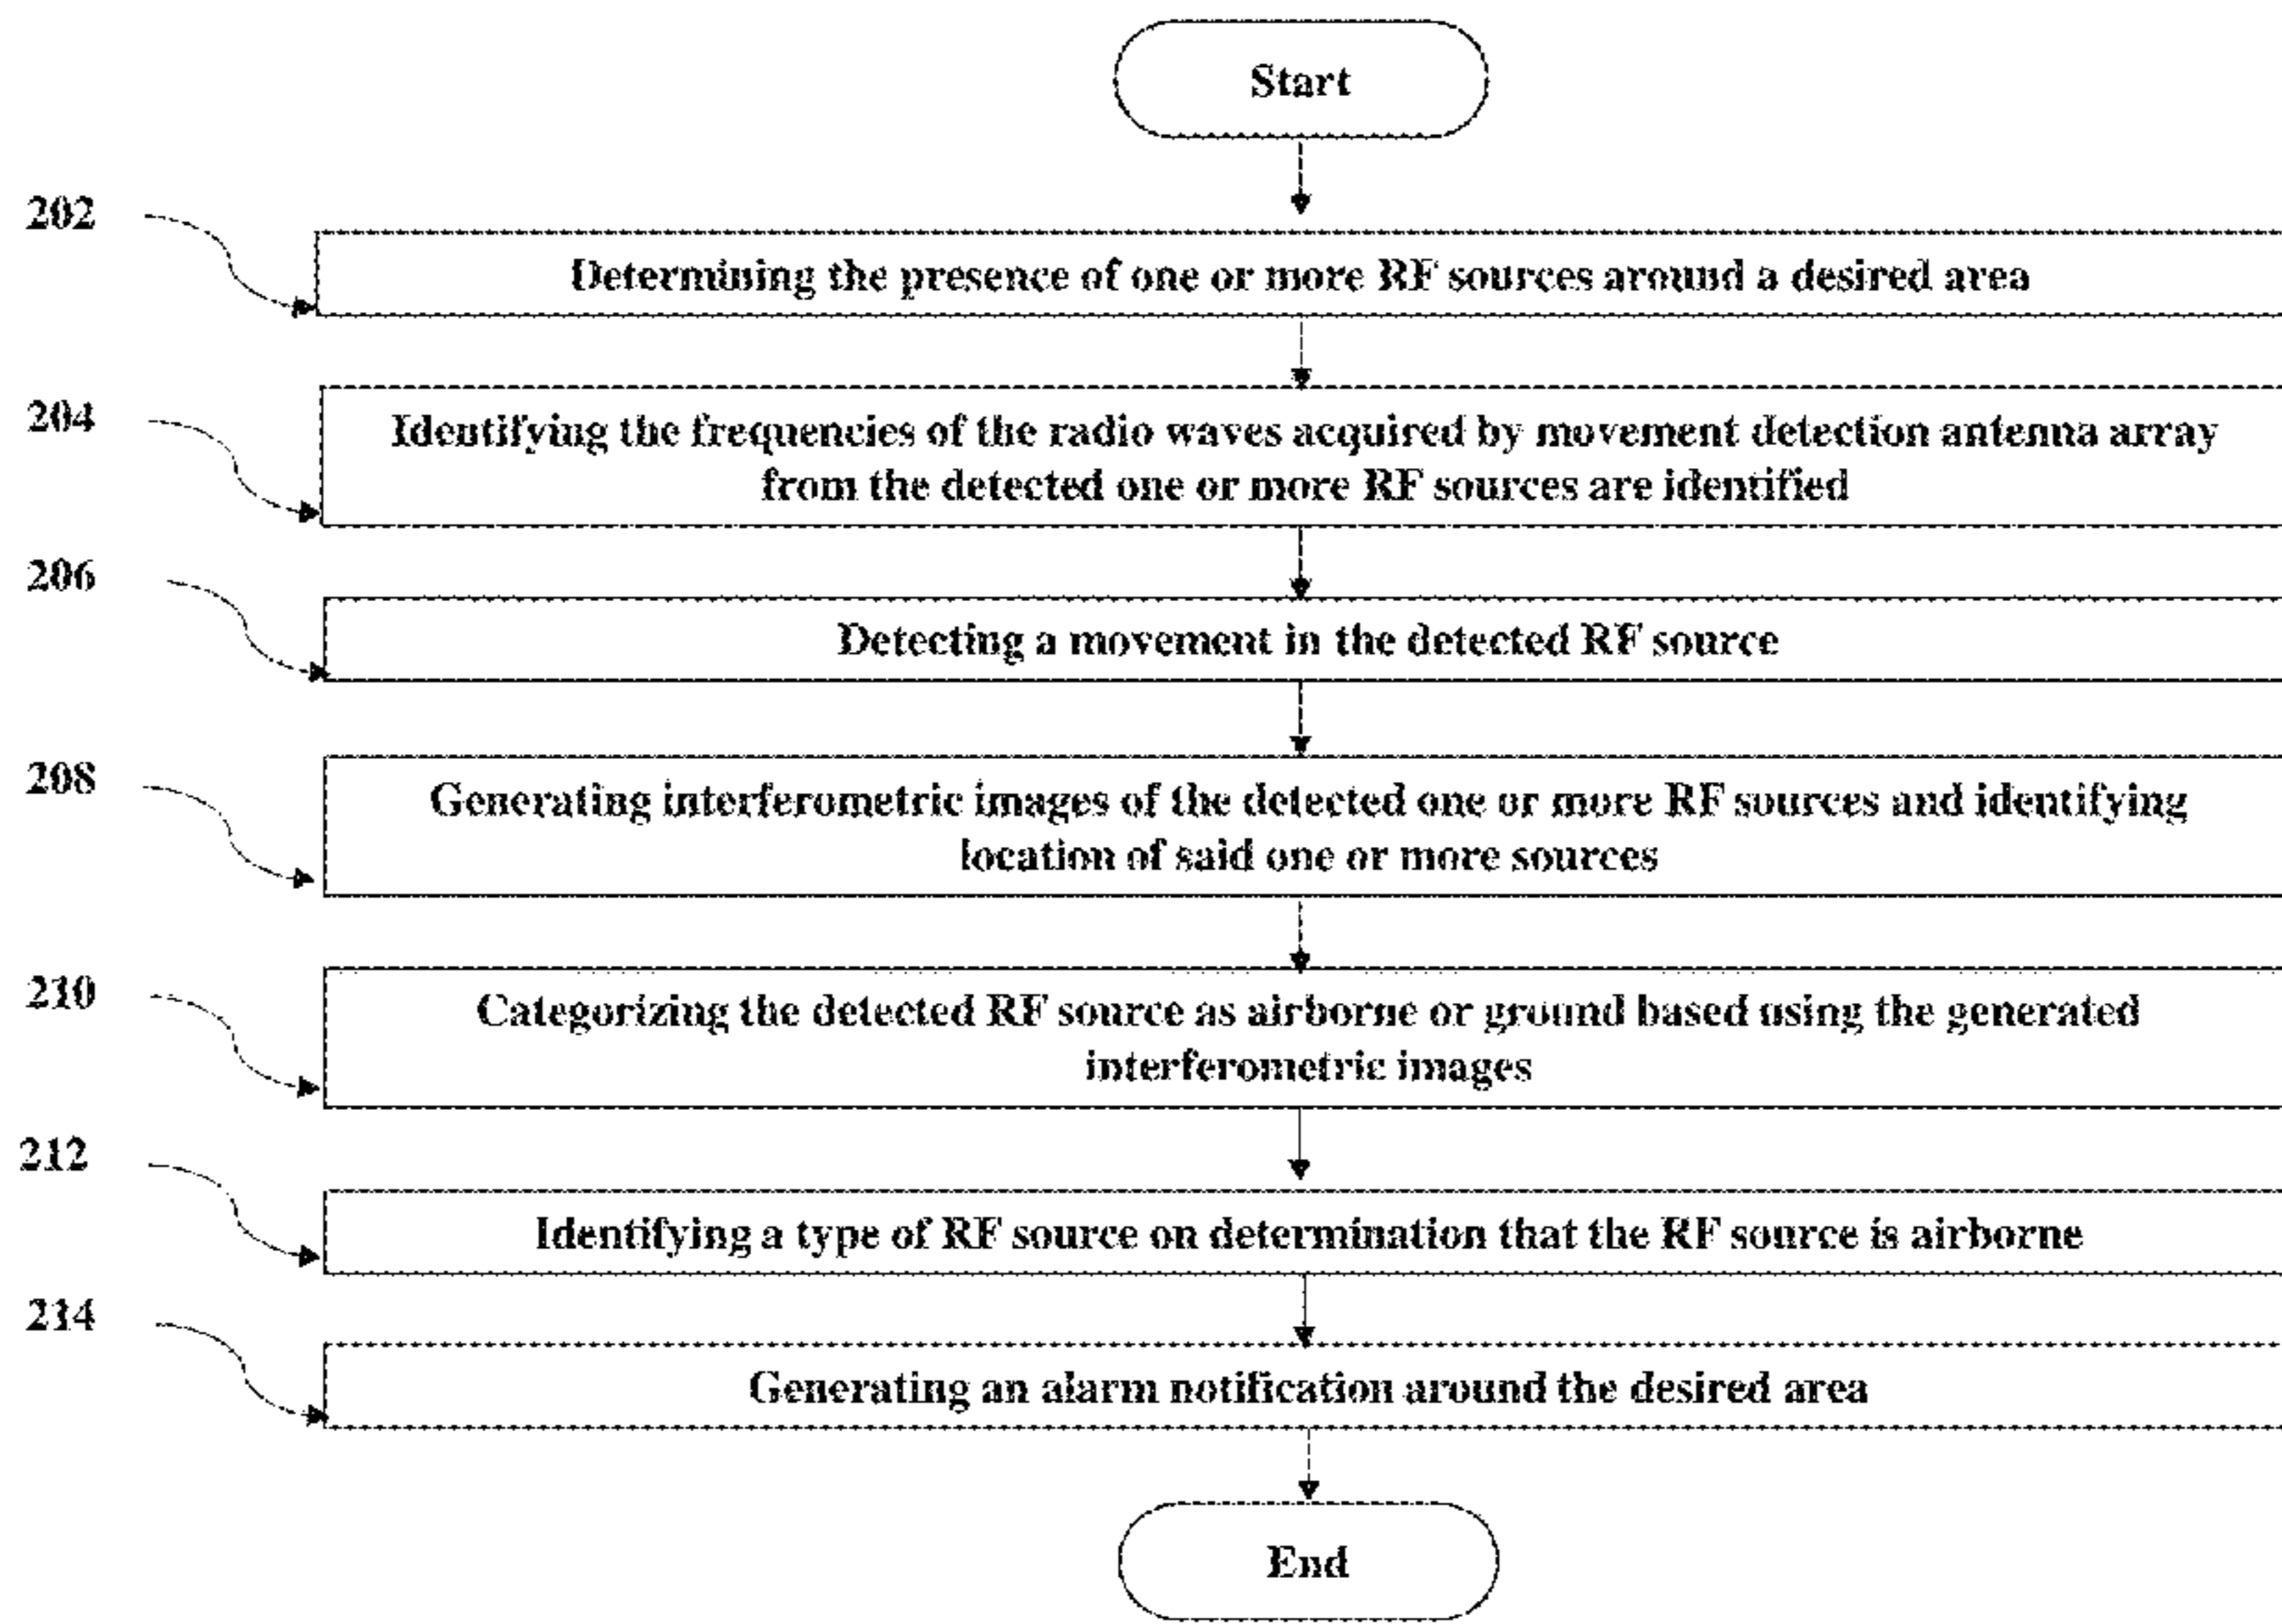 Start
202
Determining the presence of one or more RF sources around a desired area
204
Identifying the frequencies of the radio waves acquired by movement detection antenna array
from the detected one or more RF sources are identified
206
Detecting a movement in the detected RF source
208
Generating interferometric images of the detected one or more RF sources and identifying
location of said one or more sources
210
Categorizing the detected RF source as airborne or ground based using the generated
interferometric images
212
Identifying a type of RF source on determination that the RF source is airborne
214
Generating an alarm notification around the desired area
End